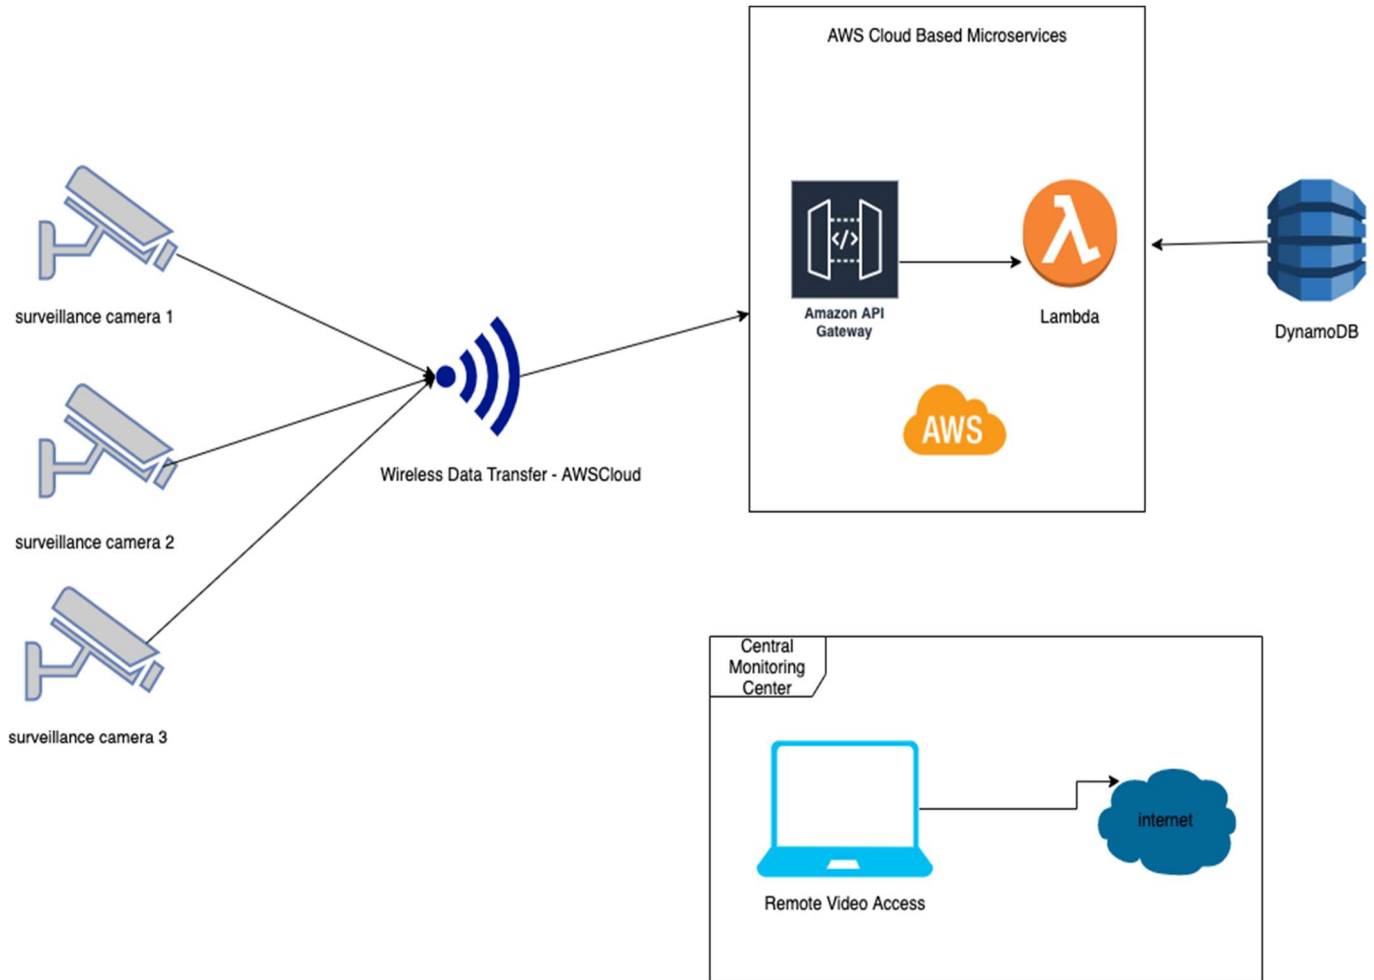 AWS Cloud Based Microservices
</>
Amazon API
Gateway
λ
Lambda
DynamoDB
AWS
surveillance camera 1
Wireless Data Transfer - AWSCloud
surveillance camera 2
surveillance camera 3
Central
Monitoring
Center
internet
Remote Video Access